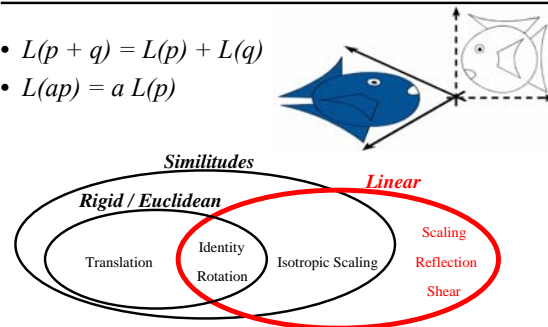 • L(p + q) = L(p) + L(q)
• L(ap) = a L(p)
Similitudes
Linear
Rigid / Euclidean
Scaling
Identity
Translation
Isotropic Scaling
Reflection
Rotation
Shear